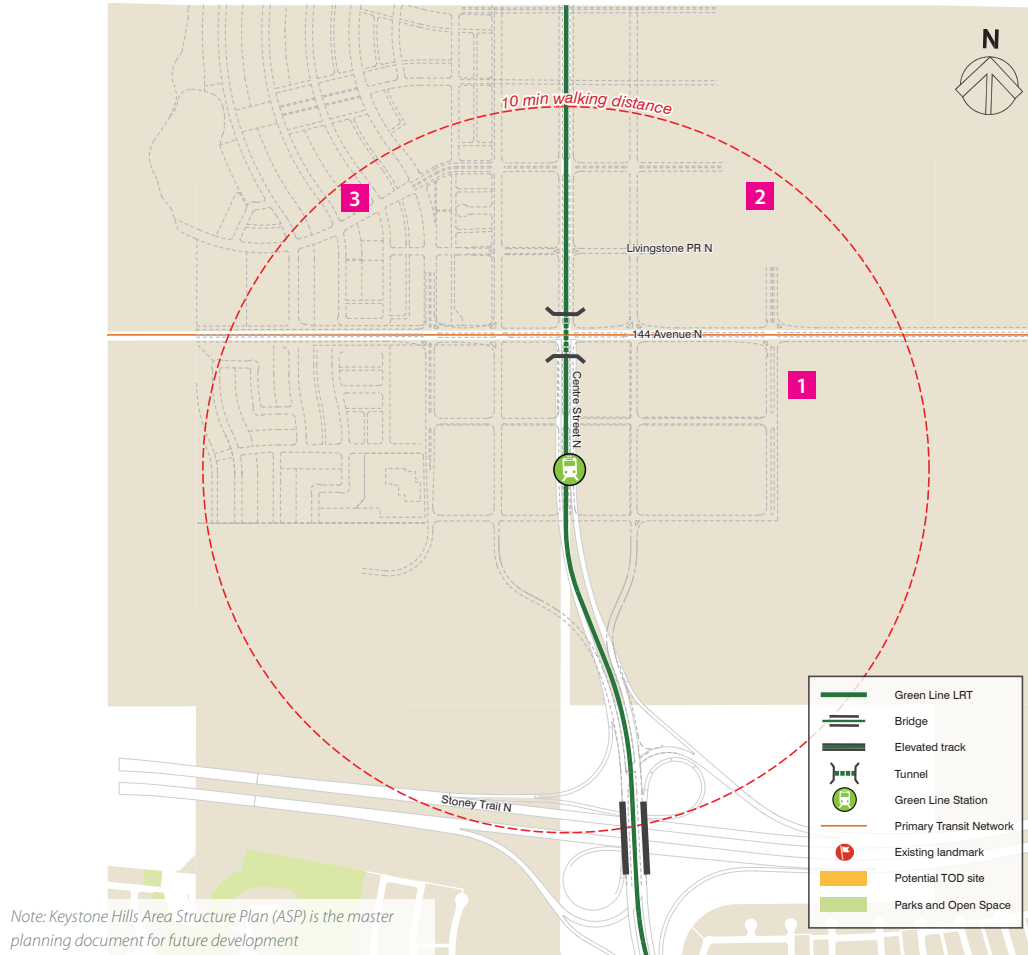 N
10 min walking distance
3
2
Livingstone PR N
144 Avenue N
1
Centre Street N
Stoney Trail N
Green Line LRT
Bridge
Elevated track
Tunnel
Green Line Station
Primary Transit Network
Existing landmark
Potential TOD site
Parks and Open Space
Note: Keystone Hills Area Structure Plan (ASP) is the master
planning document for future development